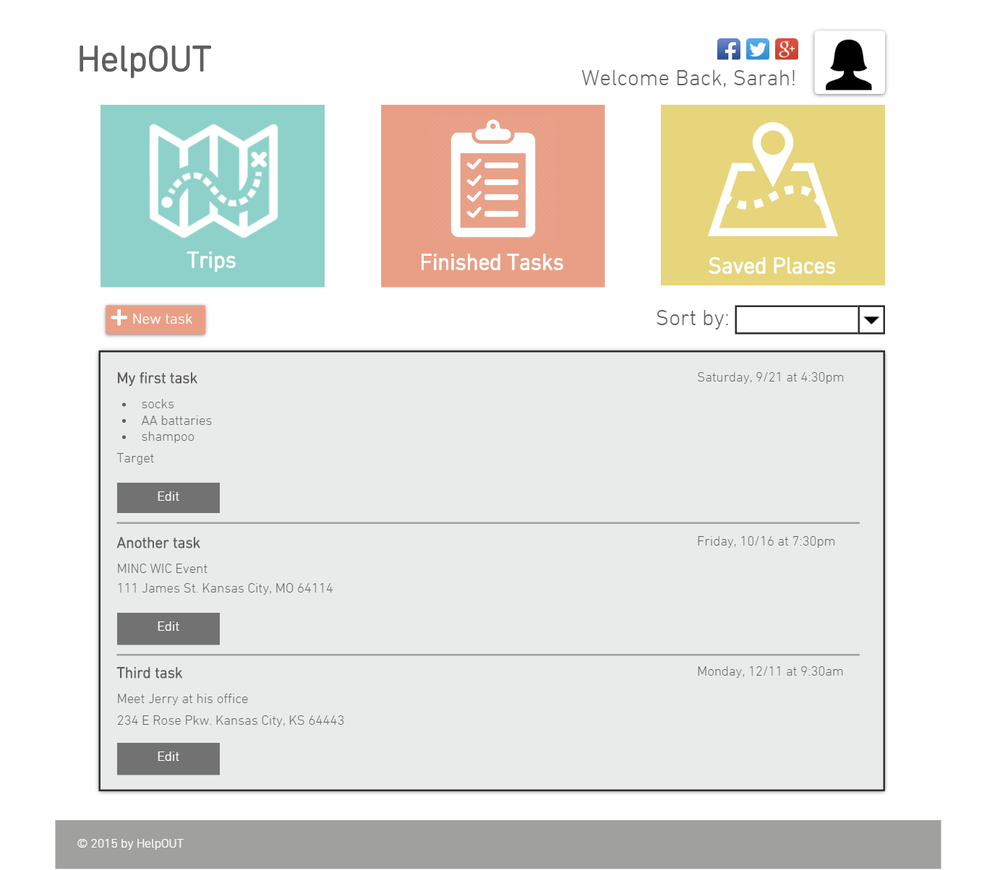 HelpOUT
Welcome Back, Sarah!
Trips
Finished Tasks
Saved Places
New task
Sort by:
My first task
Saturday, 9/21 at 4:30pm
• socks
• AA battaries
• shampoo
Target
Edit
Another task
Friday, 10/16 at 7:30pm
MINC WIC Event
111 James St. Kansas City, MO 64114
Edit
Third task
Monday, 12/11 at 9:30am
Meet Jerry at his office
234 E Rose Pkw. Kansas City, KS 64443
Edit
© 2015 by HelpOUT